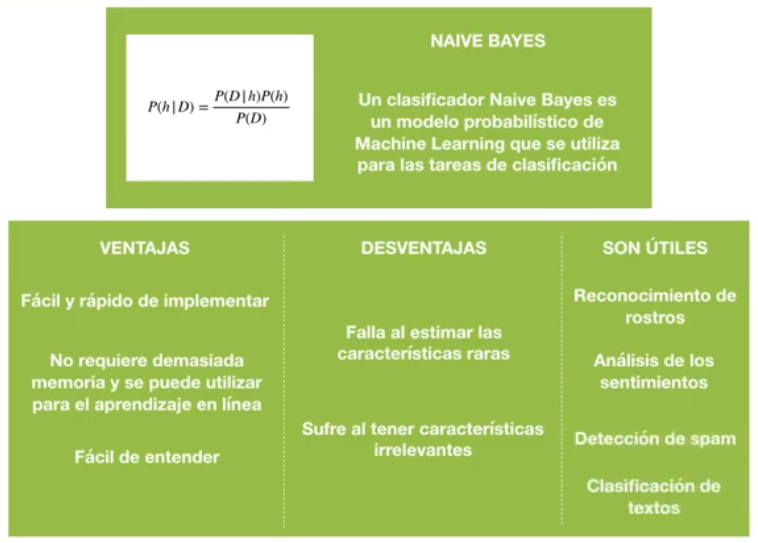 NAIVE BAYES
P(h|D) = P(D|h)P(h) / P(D)
Un clasificador Naive Bayes es
un modelo probabilístico de
Machine Learning que se utiliza
para las tareas de clasificación
VENTAJAS
Fácil y rápido de implementar
No requiere demasiada
memoria y se puede utilizar
para el aprendizaje en línea
Fácil de entender
DESVENTAJAS
Falla al estimar las
características raras
Sufre al tener características
irrelevantes
SON ÚTILES
Reconocimiento de
rostros
Análisis de los
sentimientos
Detección de spam
Clasificación de
textos